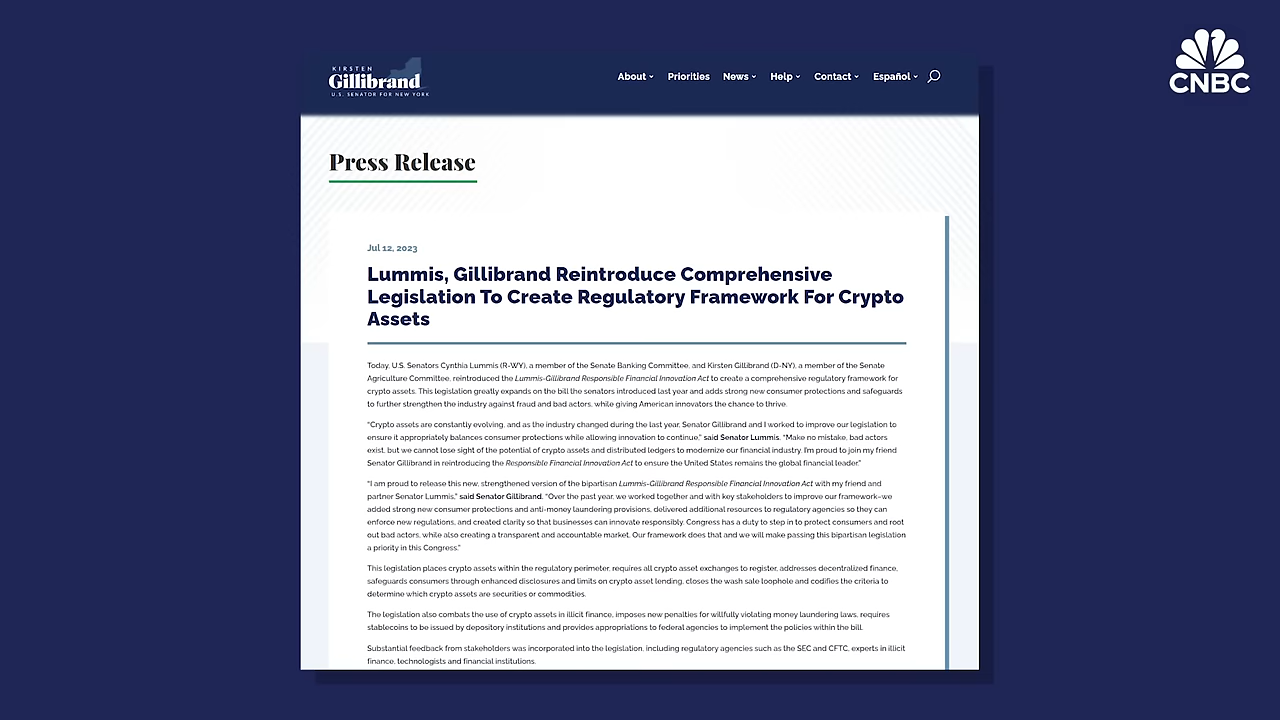 KIRSTEN
Gillibrand
U.S. SENATOR FOR NEW YORK
About
Priorities
News
Help
Contact
Español
CNBC
Press Release
Jul 12, 2023
Lummis, Gillibrand Reintroduce Comprehensive
Legislation To Create Regulatory Framework For Crypto
Assets
Today, U.S. Senators Cynthia Lummis (R-WY), a member of the Senate Banking Committee, and Kirsten Gillibrand (D-NY), a member of the Senate
Agriculture Committee, reintroduced the Lummis-Gillibrand Responsible Financial Innovation Act to create a comprehensive regulatory framework for
crypto assets. This legislation greatly expands on the bill the senators introduced last year and adds strong new consumer protections and safeguards
to further strengthen the industry against fraud and bad actors, while giving American innovators the chance to thrive.
“Crypto assets are constantly evolving, and as the industry changed during the last year, Senator Gillibrand and I worked to improve our legislation to
ensure it appropriately balances consumer protections while allowing innovation to continue,” said Senator Lummis. “Make no mistake, bad actors
exist, but we cannot lose sight of the potential of crypto assets and distributed ledgers to modernize our financial industry. I’m proud to join my friend
Senator Gillibrand in reintroducing the Responsible Financial Innovation Act to ensure the United States remains the global financial leader.”
“I am proud to release this new, strengthened version of the bipartisan Lummis-Gillibrand Responsible Financial Innovation Act with my friend and
partner Senator Lummis,” said Senator Gillibrand. “Over the past year, we worked together and with key stakeholders to improve our framework–we
added strong new consumer protections and anti-money laundering provisions, delivered additional resources to regulatory agencies so they can
enforce new regulations, and created clarity so that businesses can innovate responsibly. Congress has a duty to step in to protect consumers and root
out bad actors, while also creating a transparent and accountable market. Our framework does that and we will make passing this bipartisan legislation
a priority in this Congress.”
This legislation places crypto assets within the regulatory perimeter, requires all crypto asset exchanges to register, addresses decentralized finance,
safeguards consumers through enhanced disclosures and limits on crypto asset lending, closes the wash sale loophole and codifies the criteria to
determine which crypto assets are securities or commodities.
The legislation also combats the use of crypto assets in illicit finance, imposes new penalties for willfully violating money laundering laws, requires
stablecoins to be issued by depository institutions and provides appropriations to federal agencies to implement the policies within the bill.
Substantial feedback from stakeholders was incorporated into the legislation, including regulatory agencies such as the SEC and CFTC, experts in illicit
finance, technologists and financial institutions.